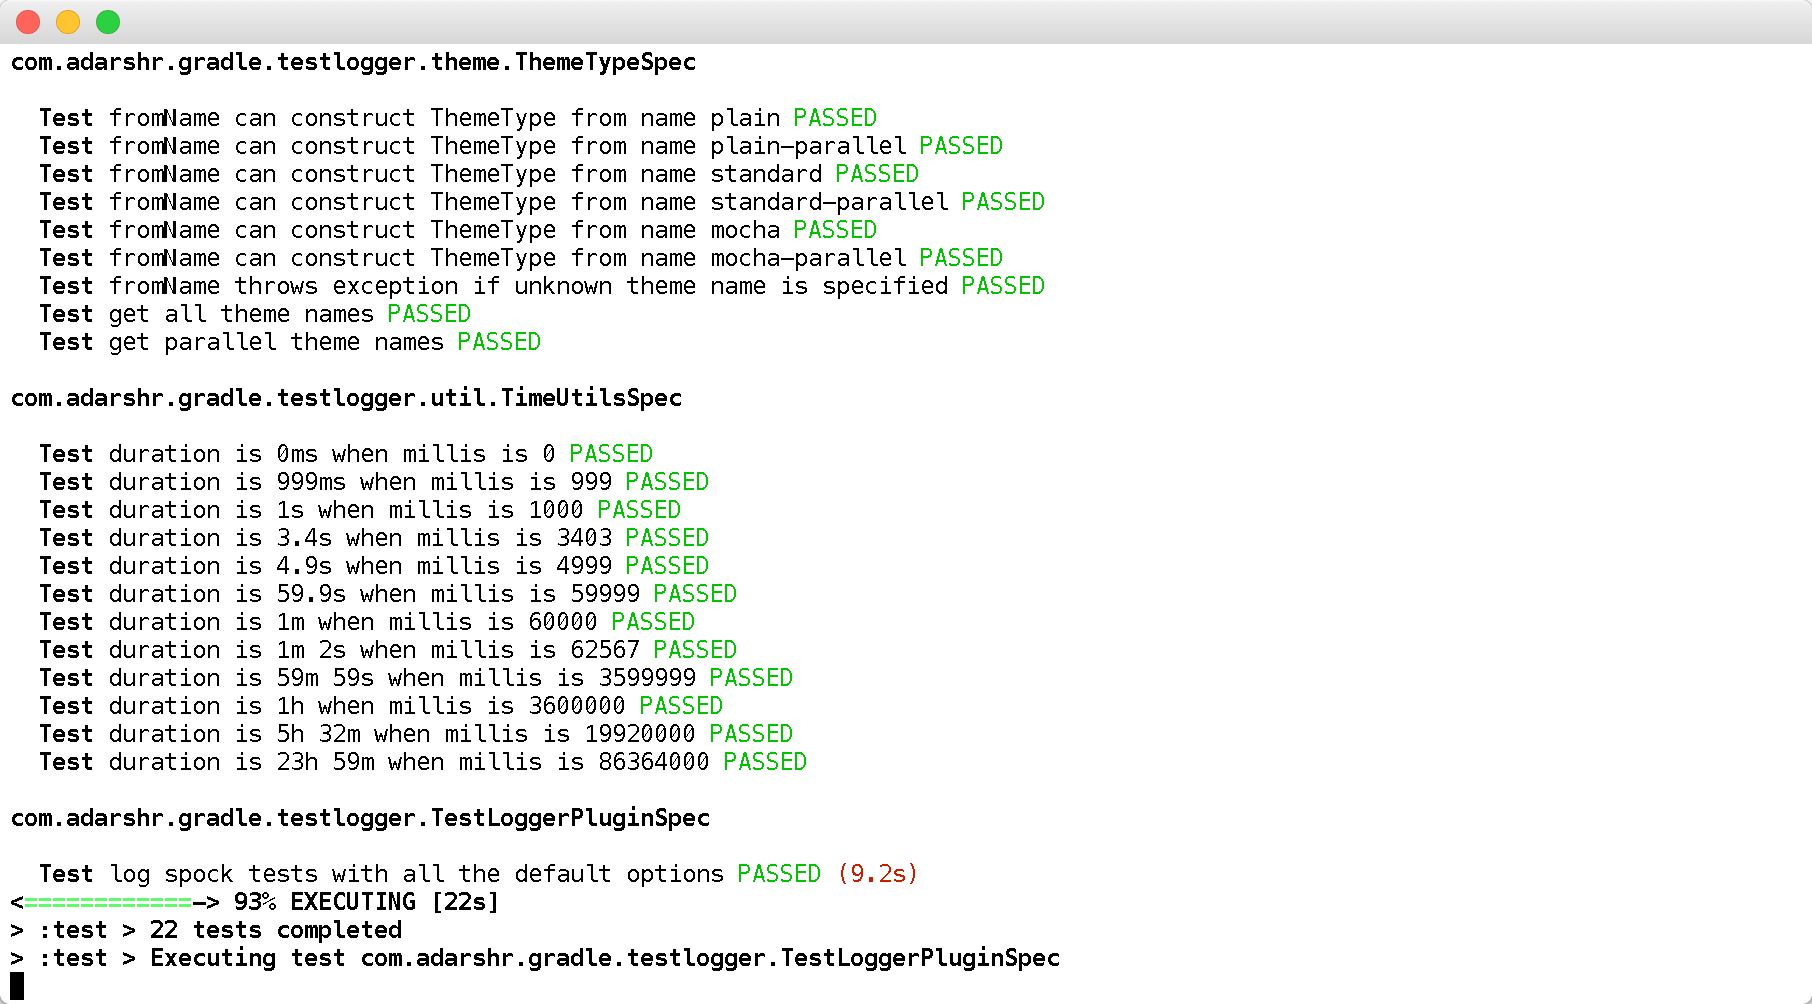 com.adarshr.gradle.testlogger.theme.ThemeTypeSpec
Test fromName can construct ThemeType from name plain PASSED
Test fromName can construct ThemeType from name plain-parallel PASSED
Test fromName can construct ThemeType from name standard PASSED
Test fromName can construct ThemeType from name standard-parallel PASSED
Test fromName can construct ThemeType from name mocha PASSED
Test fromName can construct ThemeType from name mocha-parallel PASSED
Test fromName throws exception if unknown theme name is specified PASSED
Test get all theme names PASSED
Test get parallel theme names PASSED
com.adarshr.gradle.testlogger.util.TimeUtilsSpec
Test duration is 0ms when millis is 0 PASSED
Test duration is 999ms when millis is 999 PASSED
Test duration is 1s when millis is 1000 PASSED
Test duration is 3.4s when millis is 3403 PASSED
Test duration is 4.9s when millis is 4999 PASSED
Test duration is 59.9s when millis is 59999 PASSED
Test duration is 1m when millis is 60000 PASSED
Test duration is 1m 2s when millis is 62567 PASSED
Test duration is 59m 59s when millis is 3599999 PASSED
Test duration is 1h when millis is 3600000 PASSED
Test duration is 5h 32m when millis is 19920000 PASSED
Test duration is 23h 59m when millis is 86364000 PASSED
com.adarshr.gradle.testlogger.TestLoggerPluginSpec
Test log spock tests with all the default options PASSED (9.2s)
<============-> 93% EXECUTING [22s]
> :test > 22 tests completed
> :test > Executing test com.adarshr.gradle.testlogger.TestLoggerPluginSpec